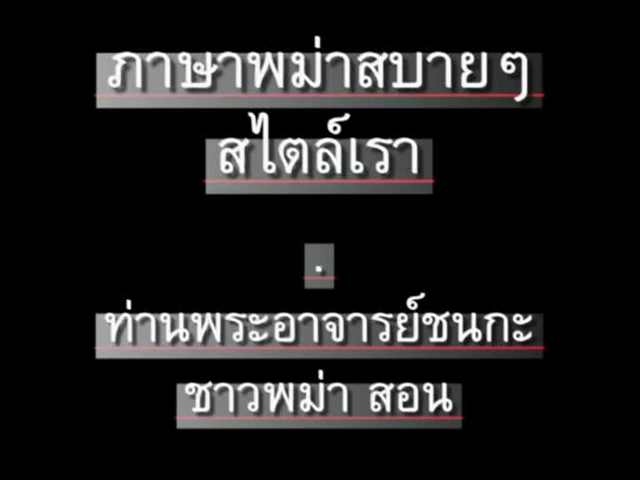 ภาษาพม่าสบายๆ
สไตล์เรา
.
ท่านพระอาจารย์ชนกะ
ชาวพม่า สอน